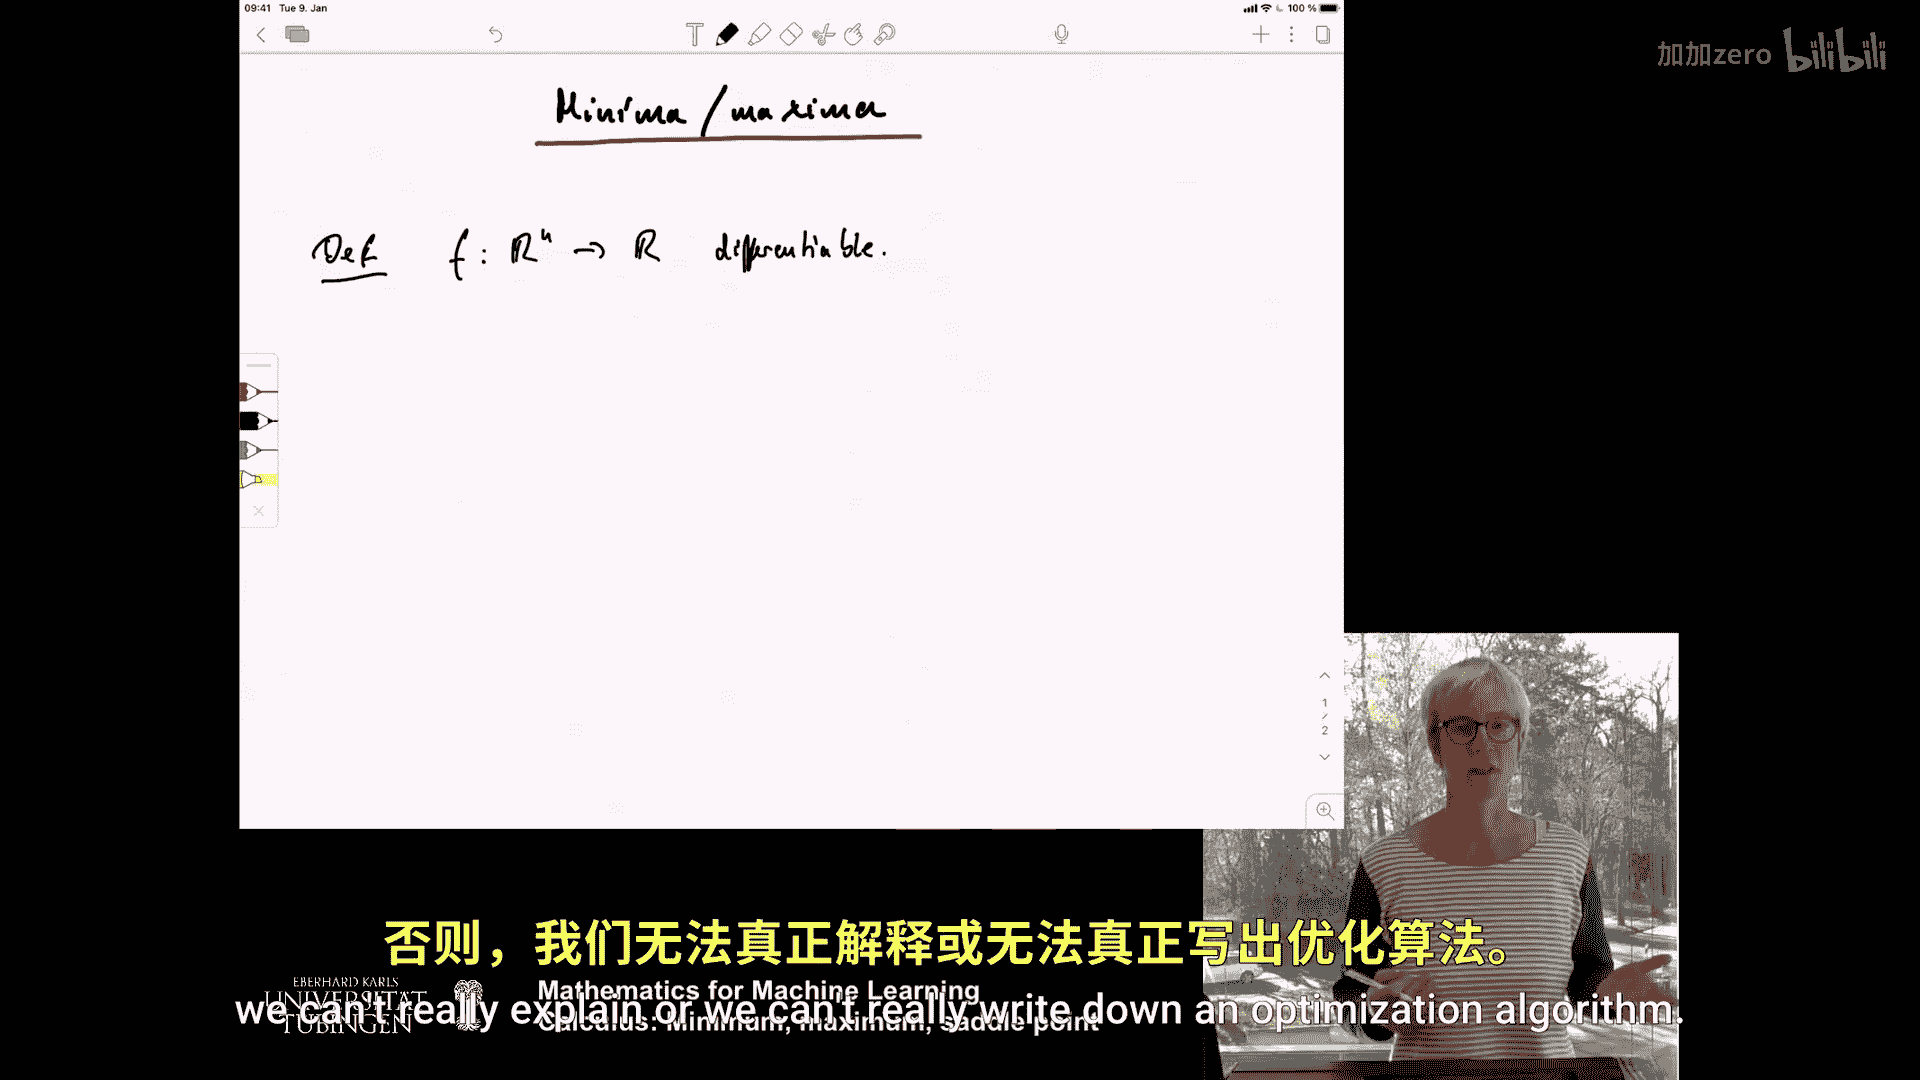 09:41 Tue 9. Jan
100 %
加加zero bilibili
Minima / maxima
Def f : ℝⁿ → ℝ differentiable.
1
/
2
否则，我们无法真正解释或无法真正写出优化算法。
EBERHARD KARLS
UNIVERSITÄT
TÜBINGEN
Mathematics for Machine Learning
Calculus: Minimum, maximum, saddle point
we can't really explain or we can't really write down an optimization algorithm.